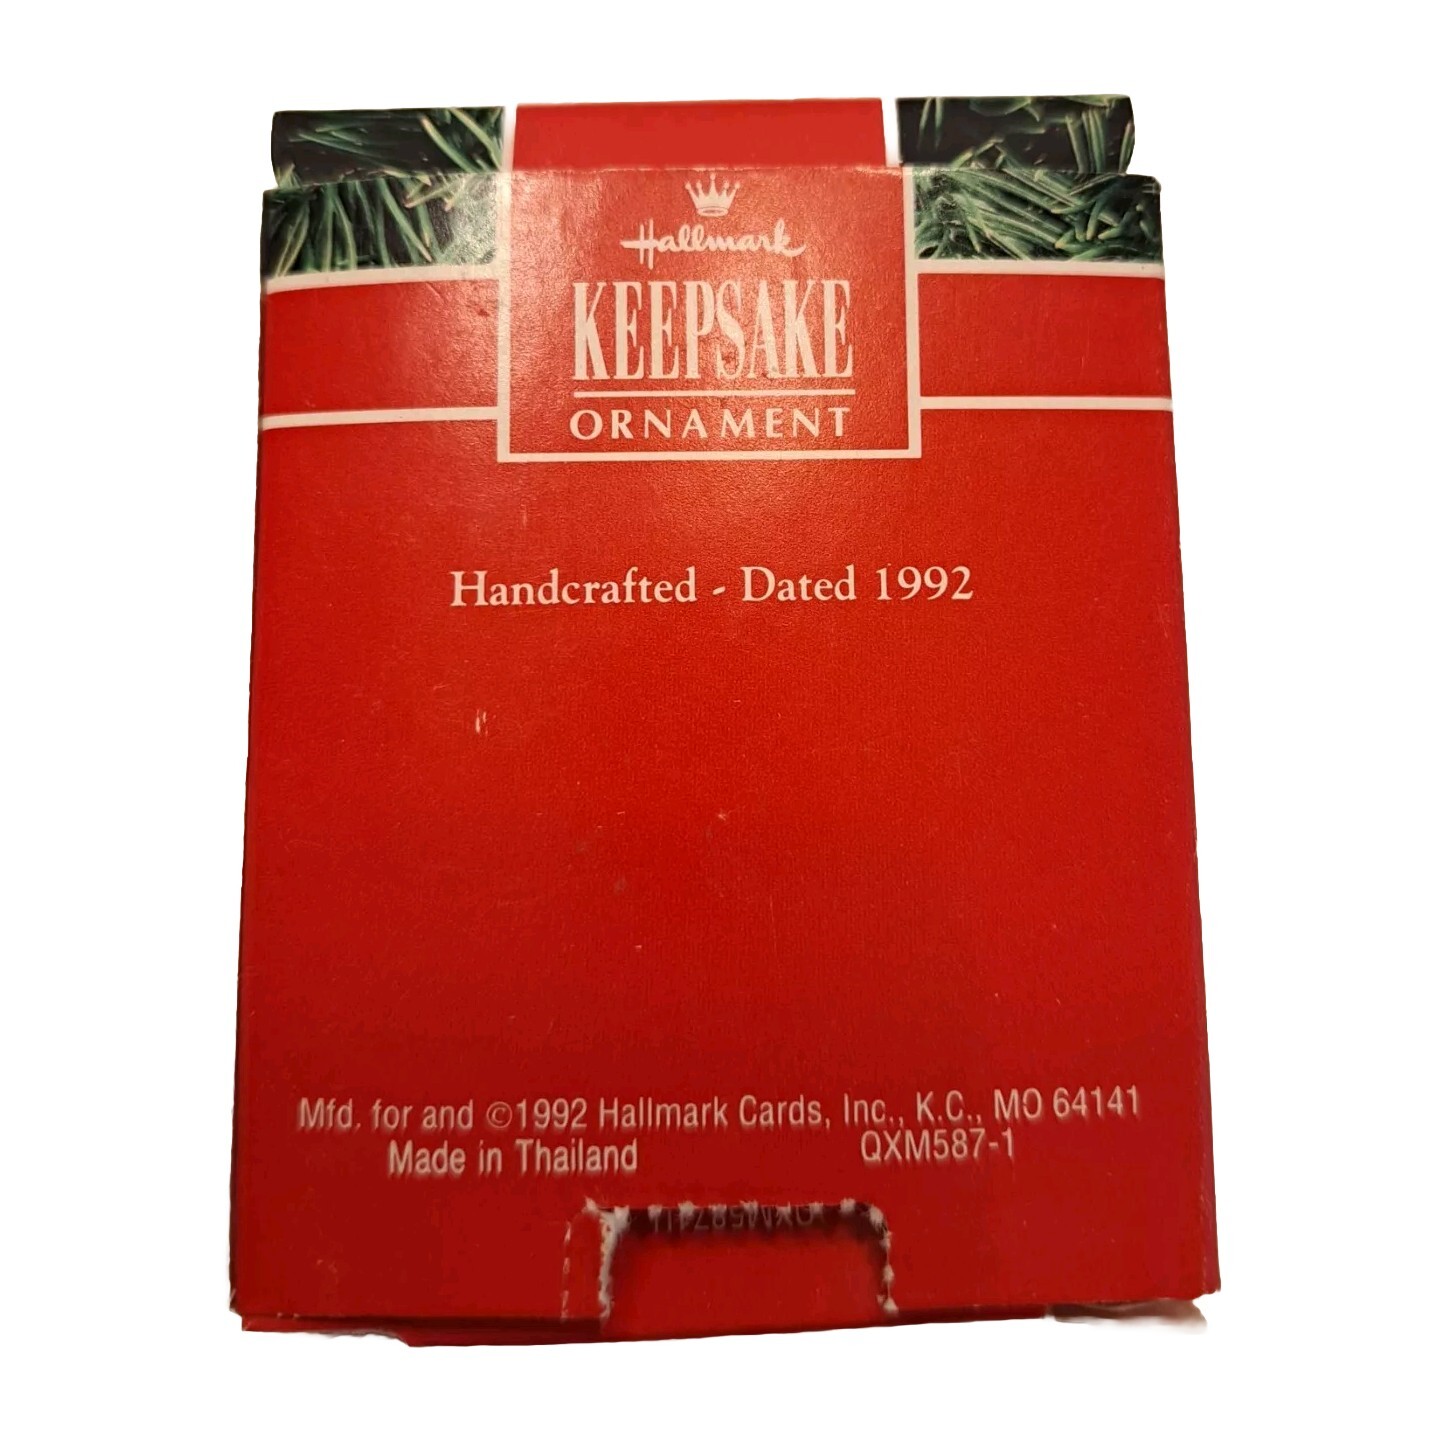 Hallmark
KEEPSAKE
ORNAMENT
Handcrafted - Dated 1992
Mfd. for and ©1992 Hallmark Cards, Inc., K.C., MO 64141
Made in Thailand QXM587-1